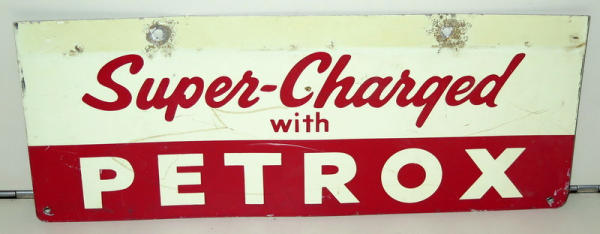 Super-Charged
with
PETROX